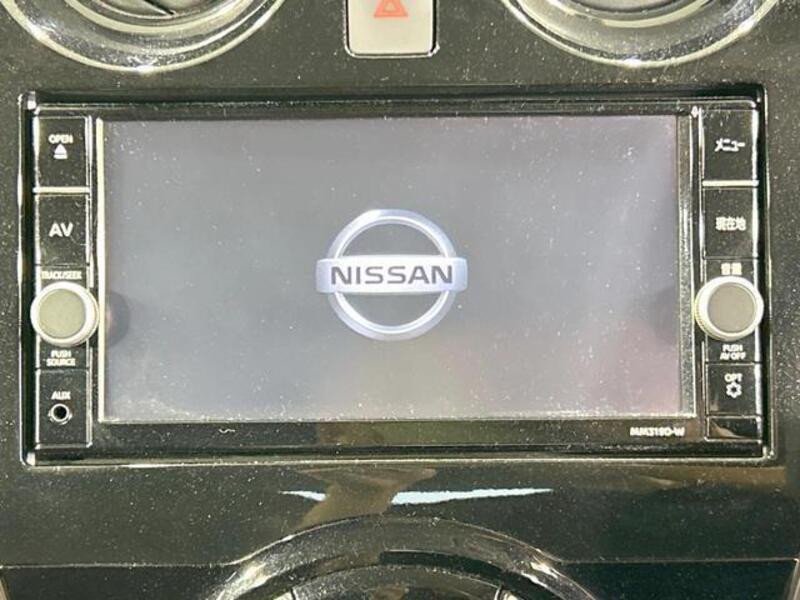 OPEN
AV
TRACK/SEEK
PUSH
SOURCE
AUX
NISSAN
メニュー
現在地
音量
PUSH
AV OFF
OPT
MM319D-W